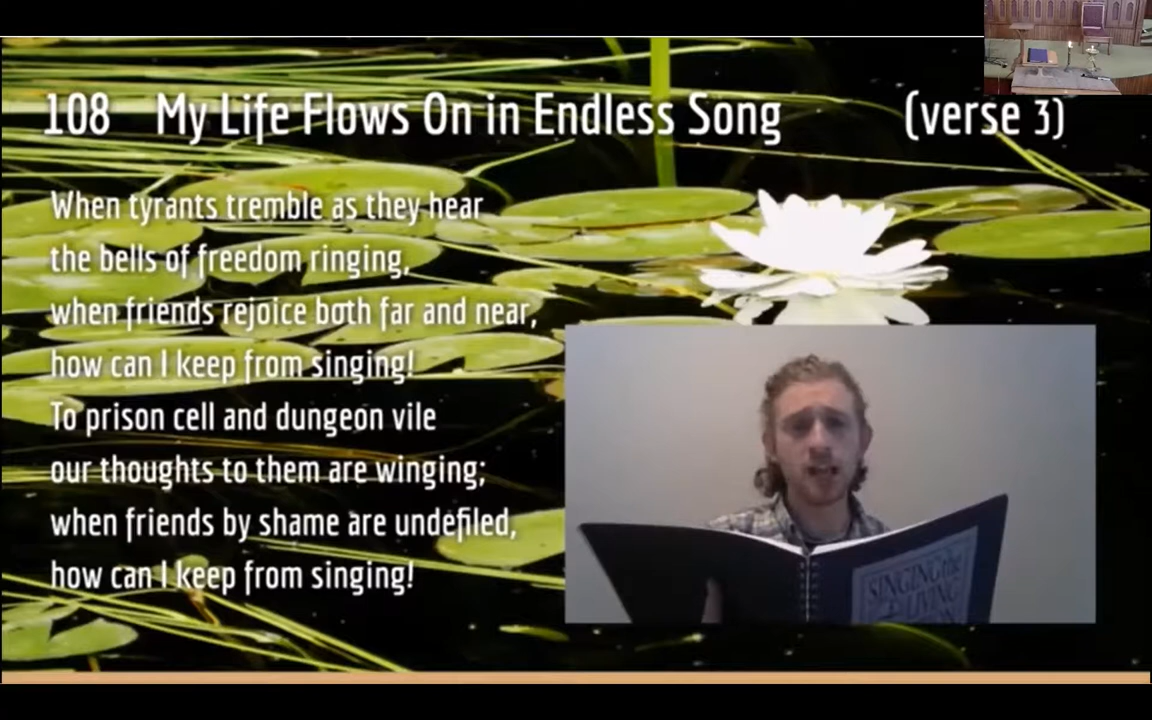 108 My Life Flows On in Endless Song (verse 3)
When tyrants tremble as they hear
the bells of freedom ringing,
when friends rejoice both far and near,
how can I keep from singing!
To prison cell and dungeon vile
our thoughts to them are winging;
when friends by shame are undefiled,
how can I keep from singing!
SINGING the
LIVING